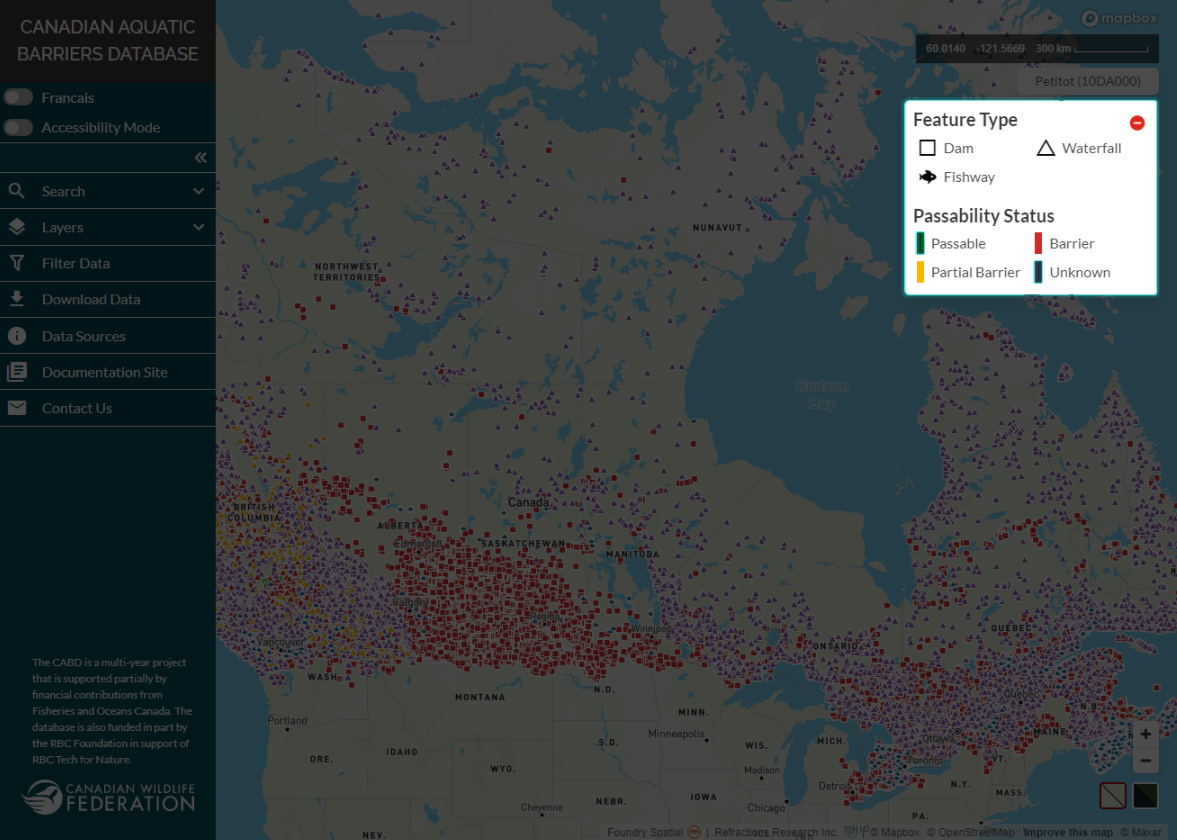 CANADIAN AQUATIC
BARRIERS DATABASE
Francais
Accessibility Mode
Search
Layers
Filter Data
Download Data
Data Sources
Documentation Site
Contact Us
The CABD is a multi-year project
that is supported partially by
financial contributions from
Fisheries and Oceans Canada. The
database is also funded in part by
the RBC Foundation in support of
RBC Tech for Nature.
CANADIAN WILDLIFE
FEDERATION
mapbox
60.0140 -121.5669 300 km
Petitot (10DA000)
Feature Type
Dam
Waterfall
Fishway
Passability Status
Passable
Barrier
Partial Barrier
Unknown
NUNAVUT
NORTHWEST
TERRITORIES
Hudson
Bay
BRITISH
COLUMBIA
Canada
ALBERTA
Edmonton
SASKATCHEWAN
MANITOBA
Calgary
Regina
Winnipeg
Vancouver
ONTARIO
QUEBEC
WASH.
MONTANA
N.D.
Québec
N.B.
Portland
MINN.
Minneapolis
S.D.
WIS.
MICH.
Ottawa
MAINE
VT.
ORE.
IDAHO
WYO.
Toronto
Madison
Detroit
N.Y.
MASS.
Cheyenne
NEBR.
IOWA
Chicago
PA.
NEV.
OHIO
Foundry Spatial | Refractions Research Inc. | © Mapbox © OpenStreetMap Improve this map © Maxar